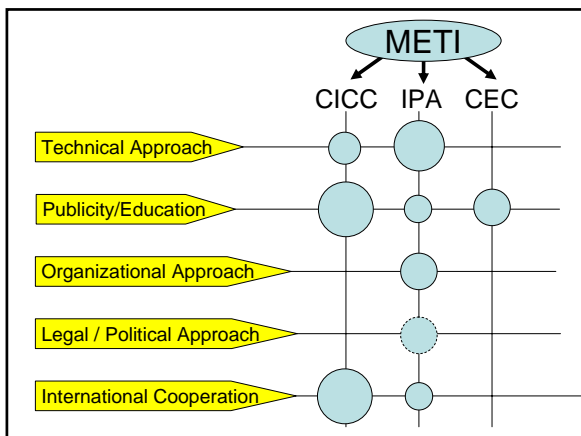 METI
CICC IPA CEC
Technical Approach
Publicity/Education
Organizational Approach
Legal / Political Approach
International Cooperation